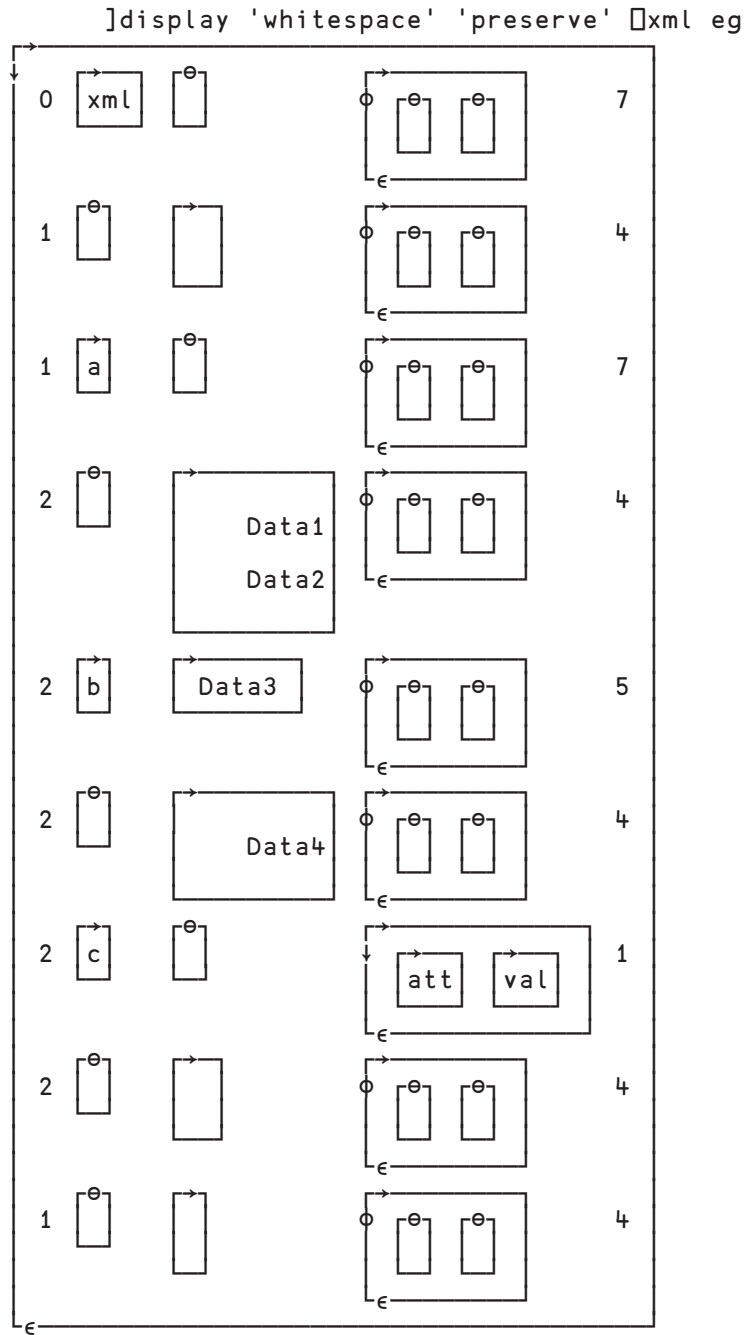 ]display 'whitespace' 'preserve' ⎕xml eg
0 xml 7
1 4
1 a 7
2 4
Data1
Data2
2 b Data3 5
2 4
Data4
2 c att val 1
2 4
1 4